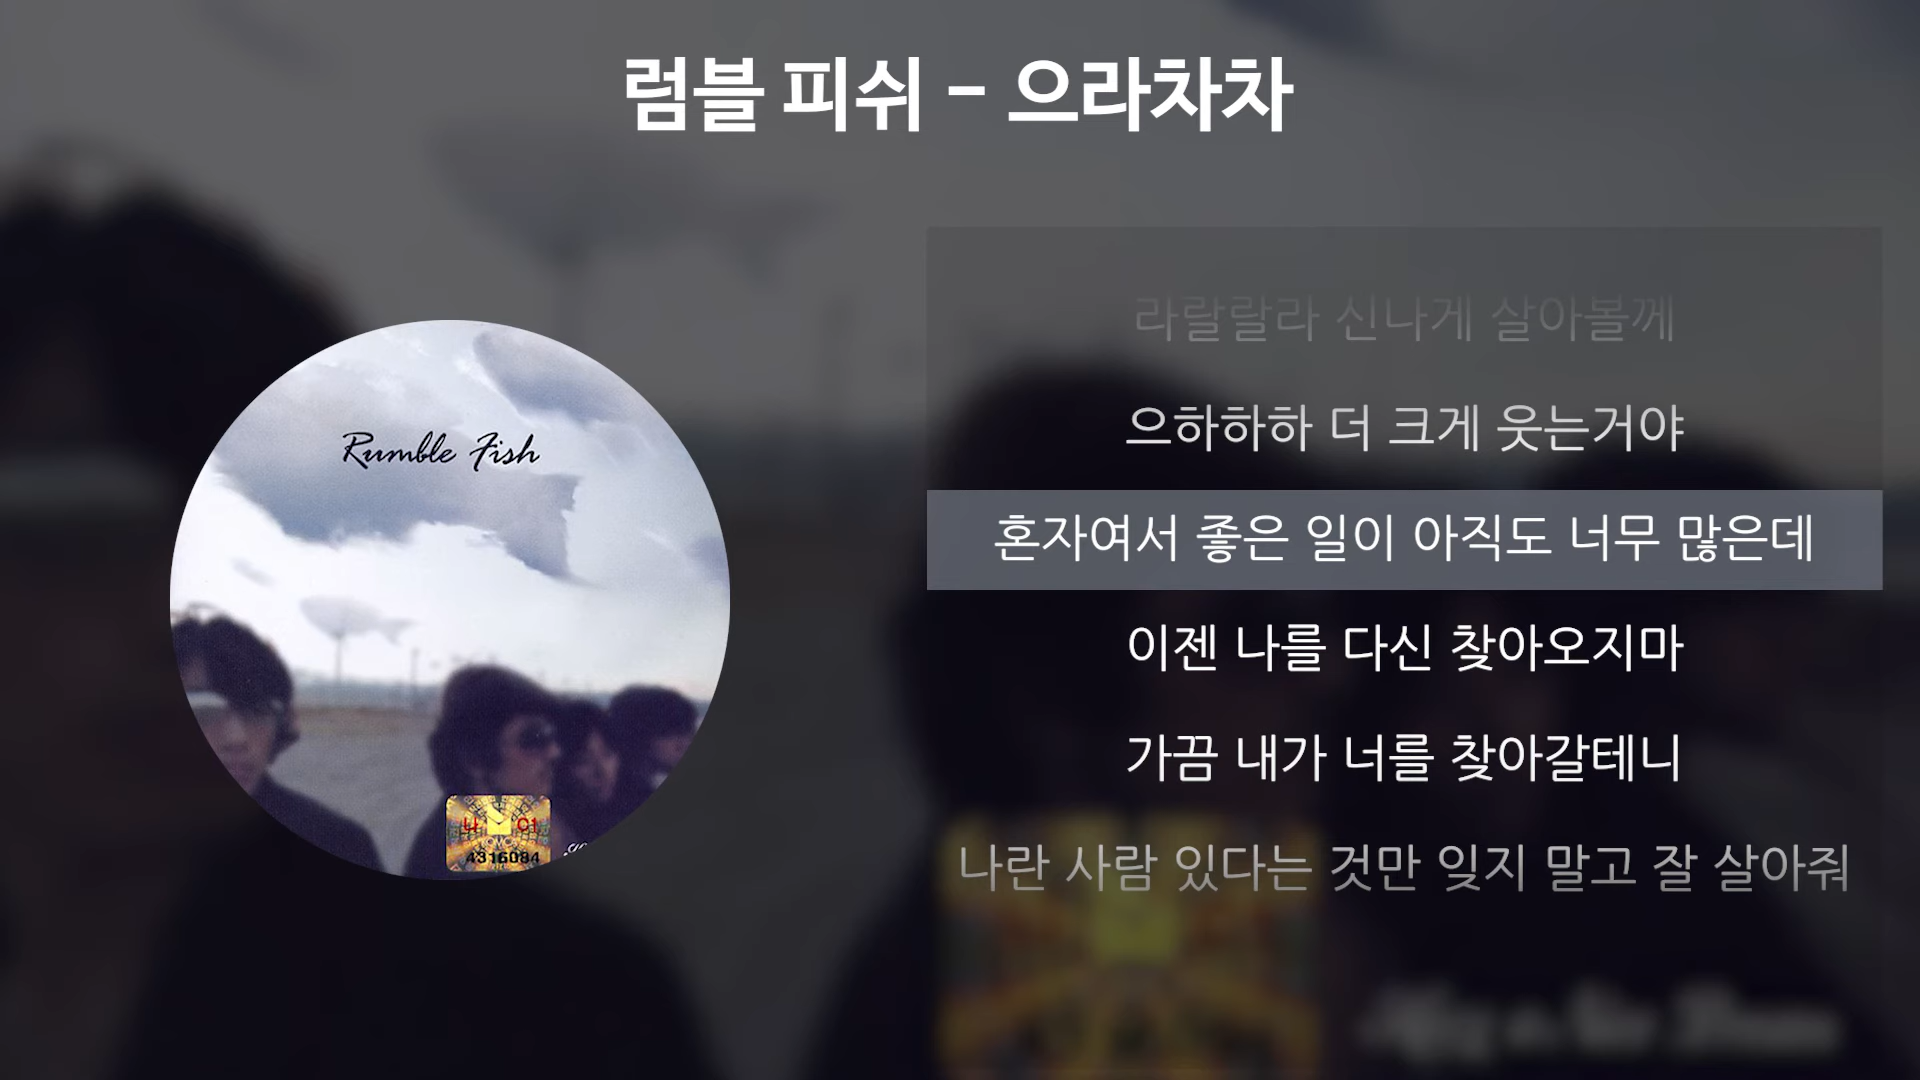 럼블 피쉬 - 으라차차
라랄랄라 신나게 살아볼께
으하하하 더 크게 웃는거야
Rumble Fish
혼자여서 좋은 일이 아직도 너무 많은데
이젠 나를 다신 찾아오지마
가끔 내가 너를 찾아갈테니
나란 사람 있다는 것만 잊지 말고 잘 살아줘
4316084